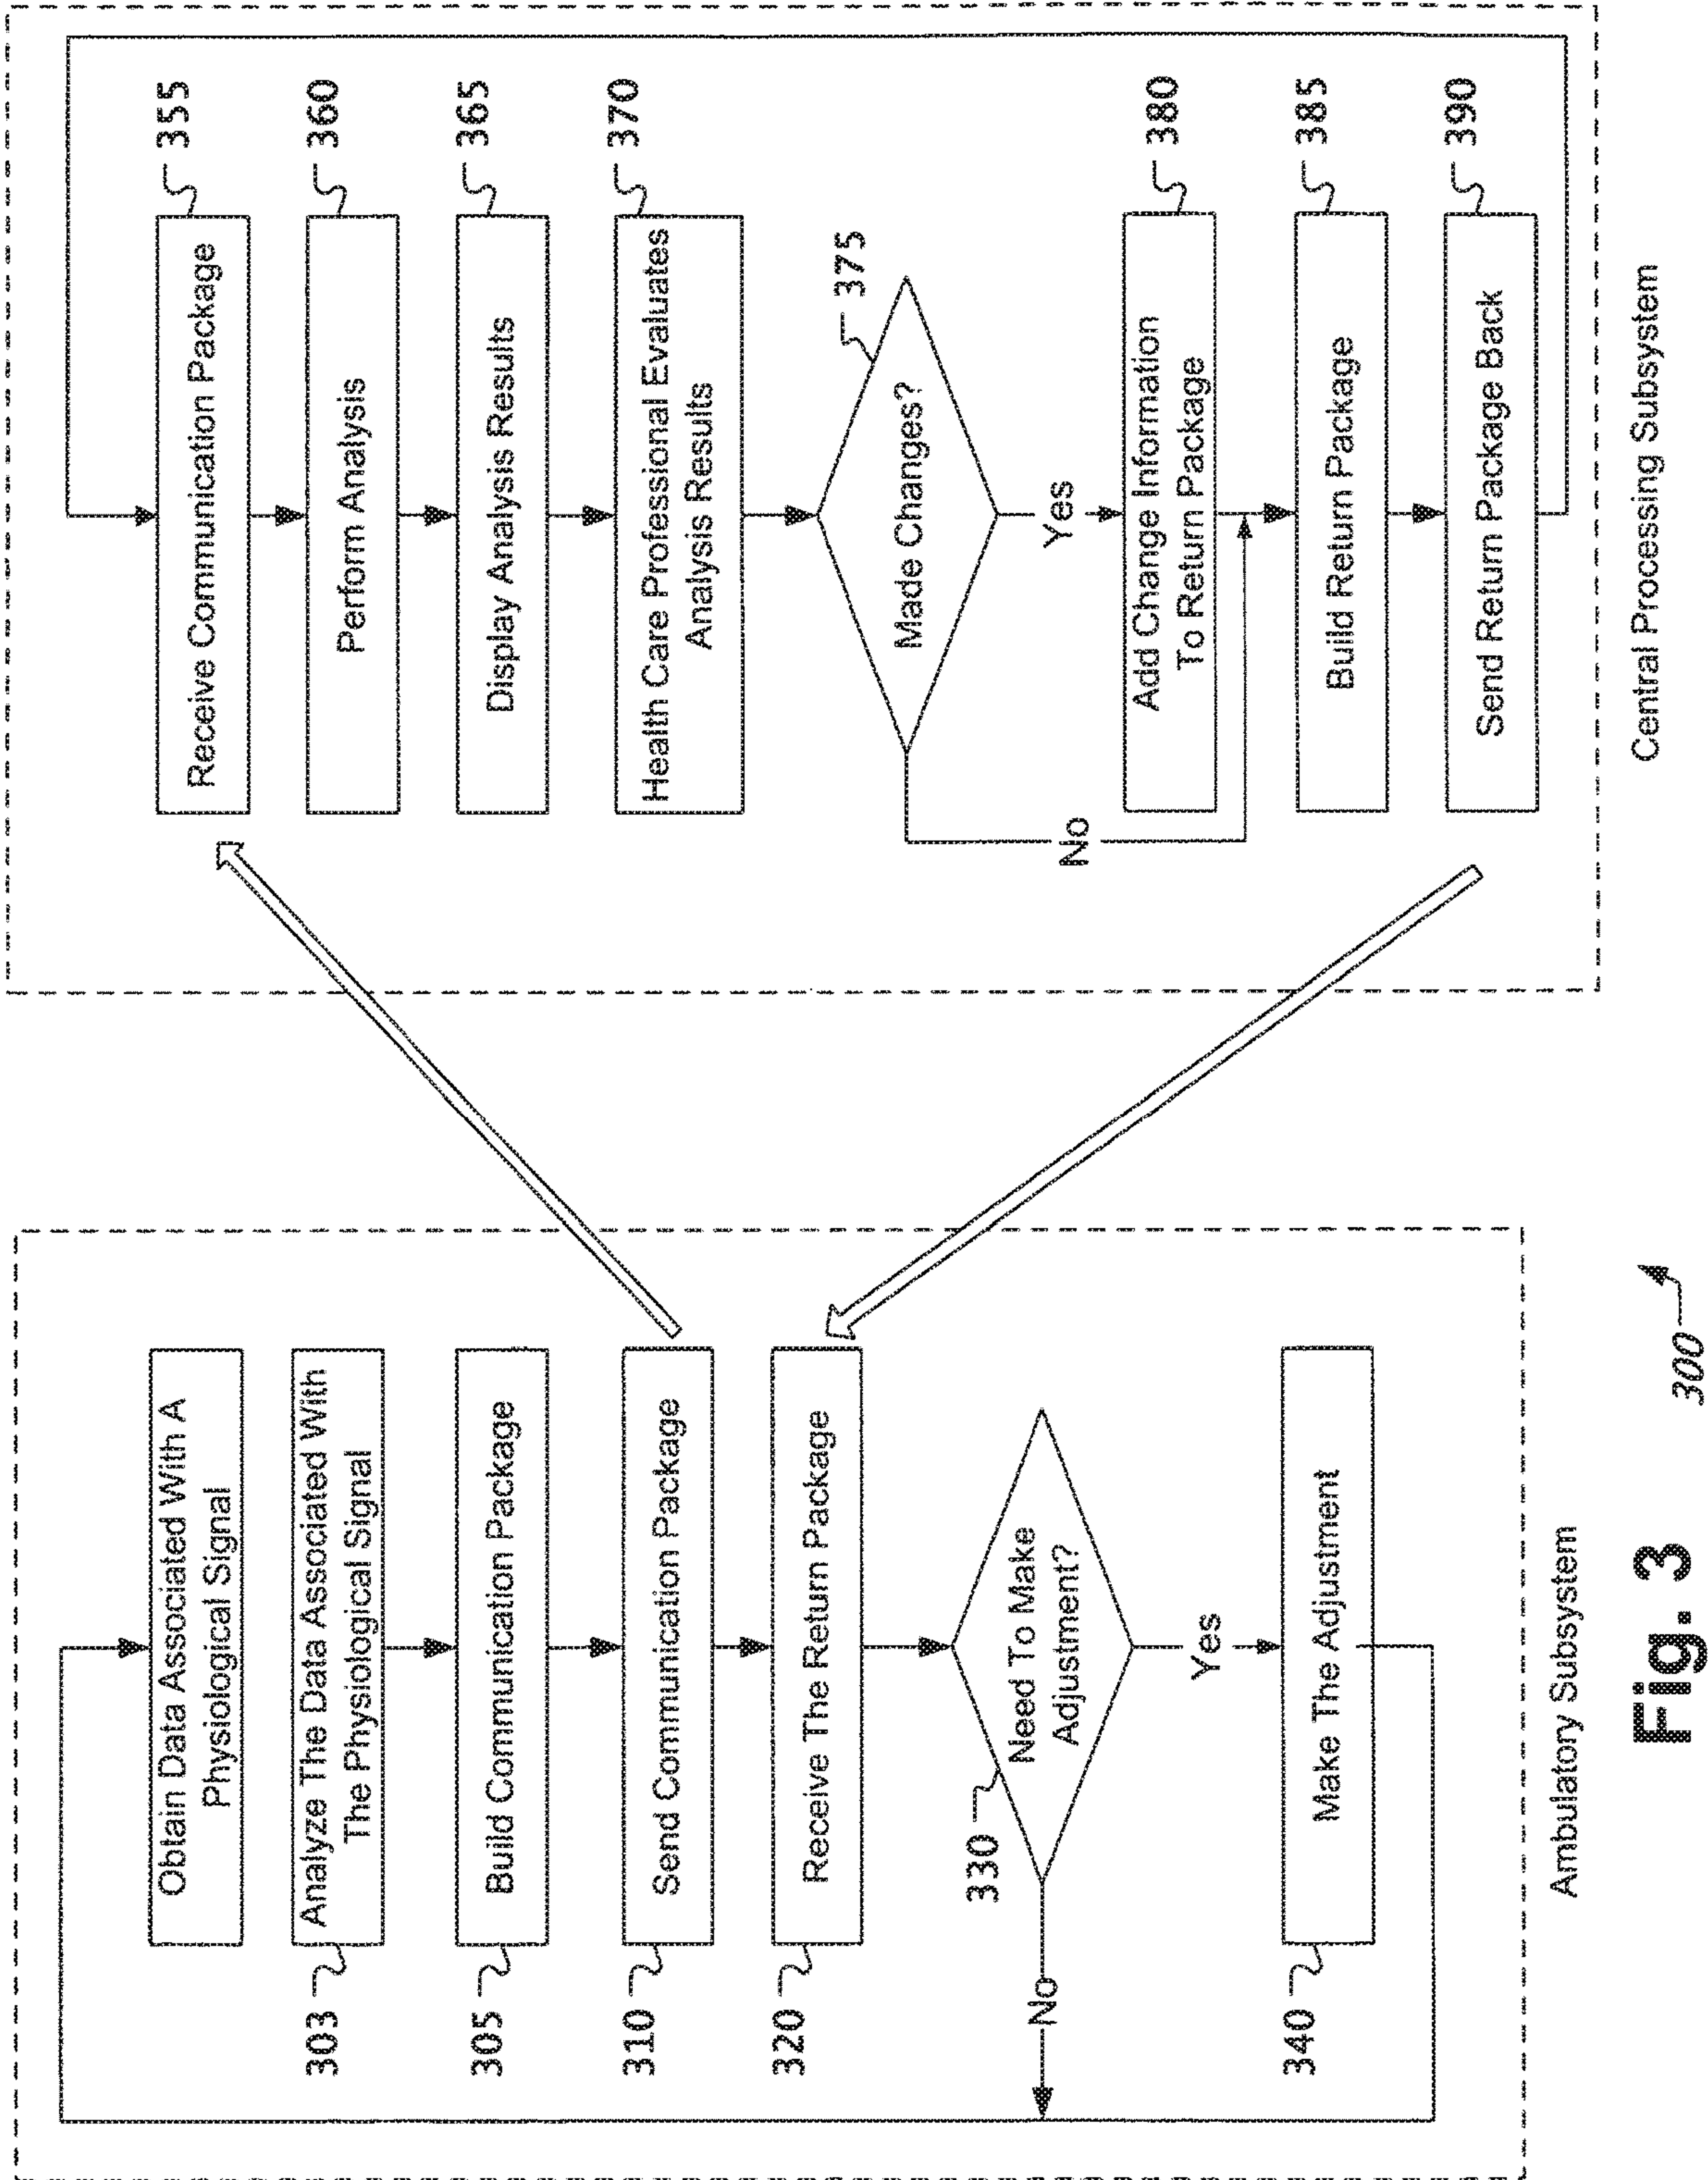 Obtain Data Associated With A
Physiological Signal
303
Analyze The Data Associated With
The Physiological Signal
305
Build Communication Package
310
Send Communication Package
320
Receive The Return Package
330
Need To Make
Adjustment?
No
Yes
340
Make The Adjustment
Ambulatory Subsystem
Receive Communication Package
355
Perform Analysis
360
Display Analysis Results
365
Health Care Professional Evaluates
Analysis Results
370
Made Changes?
375
No
Yes
Add Change Information
To Return Package
380
Build Return Package
385
Send Return Package Back
390
Central Processing Subsystem
Fig. 3
300